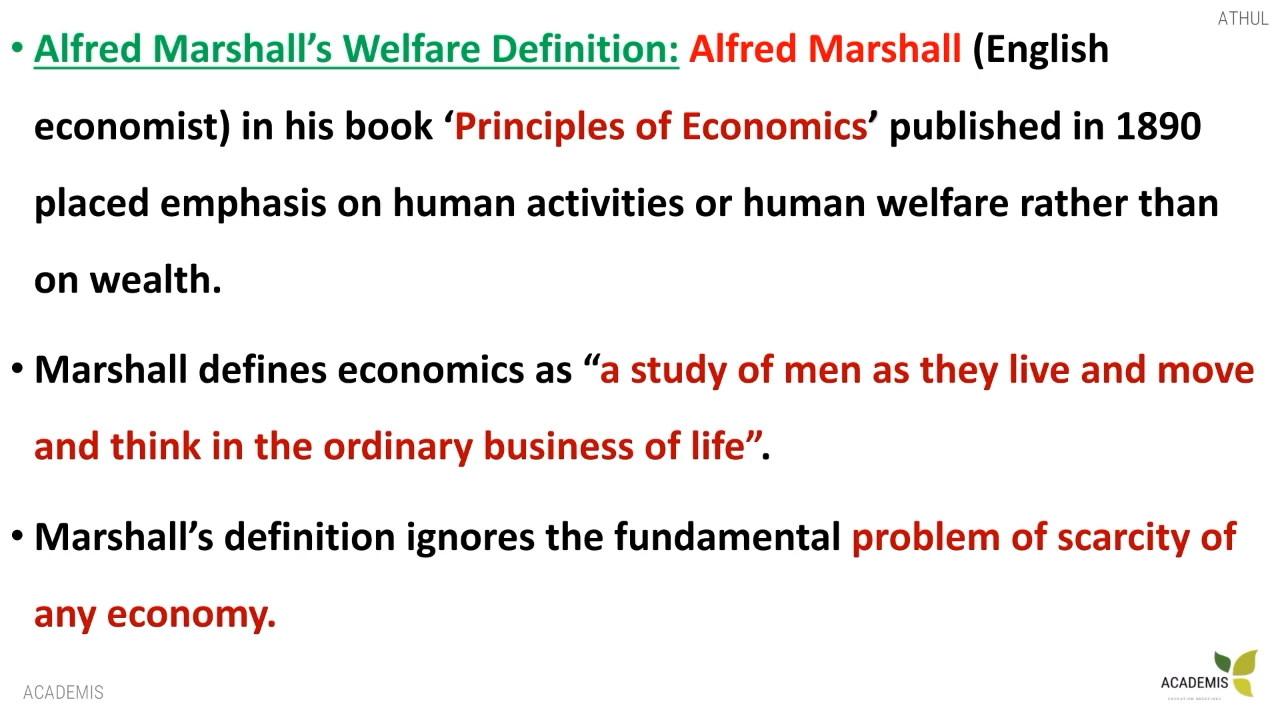 ATHUL
• Alfred Marshall’s Welfare Definition: Alfred Marshall (English
economist) in his book ‘Principles of Economics’ published in 1890
placed emphasis on human activities or human welfare rather than
on wealth.
• Marshall defines economics as “a study of men as they live and move
and think in the ordinary business of life”.
• Marshall’s definition ignores the fundamental problem of scarcity of
any economy.
ACADEMIS
ACADEMIS